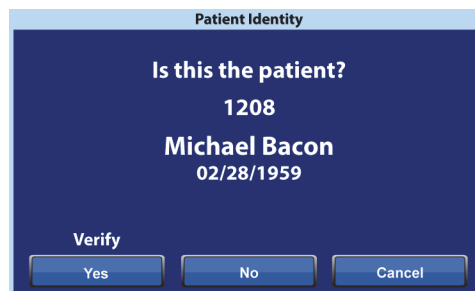 Patient Identity
Is this the patient?
1208
Michael Bacon
02/28/1959
Verify
Yes No Cancel